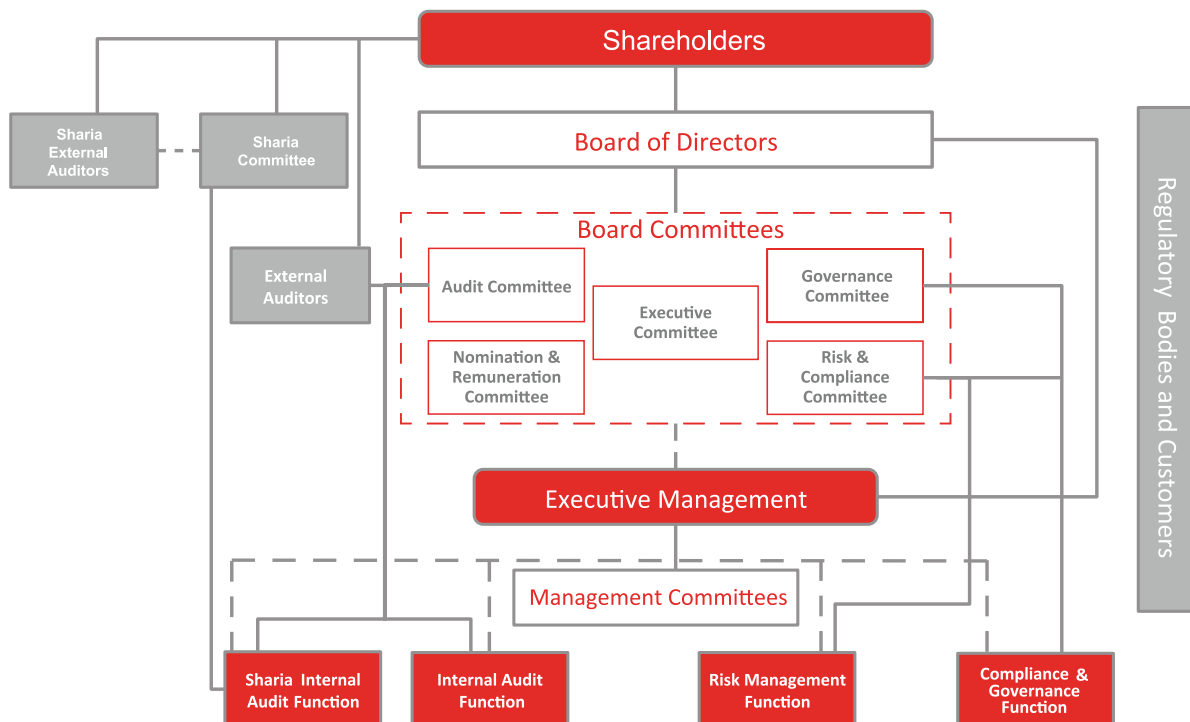 Shareholders
Sharia
External
Auditors
Sharia
Committee
Board of Directors
Board Committees
External
Auditors
Audit Committee
Executive
Committee
Governance
Committee
Nomination &
Remuneration
Committee
Risk &
Compliance
Committee
Executive Management
Management Committees
Sharia Internal
Audit Function
Internal Audit
Function
Risk Management
Function
Compliance &
Governance
Function
Regulatory Bodies and Customers